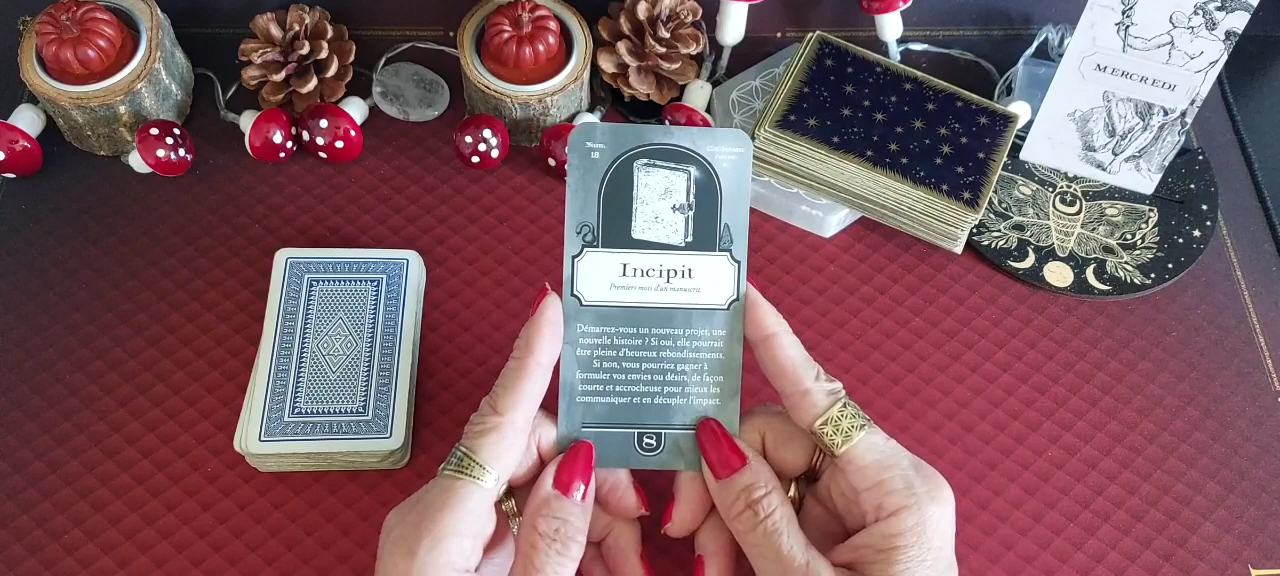 MERCREDI
Num.
18
Incipit
Premiers mots d'un manuscrit.
Démarrez-vous un nouveau projet, une
nouvelle histoire ? Si oui, elle pourrait
être pleine d'heureux rebondissements.
Si non, vous pourriez gagner à
formuler vos envies ou désirs, de façon
courte et accrocheuse pour mieux les
communiquer et en décupler l'impact.
8